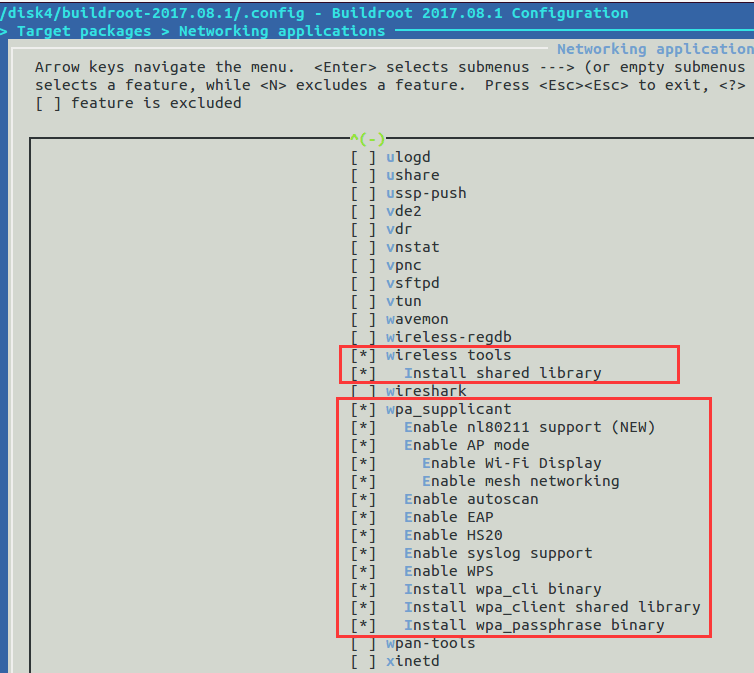 /disk4/buildroot-2017.08.1/.config - Buildroot 2017.08.1 Configuration
> Target packages > Networking applications
Networking application
Arrow keys navigate the menu.  <Enter> selects submenus ---> (or empty submenus
selects a feature, while <N> excludes a feature.  Press <Esc><Esc> to exit, <?>
[ ] feature is excluded
^(-)
[ ] ulogd
[ ] ushare
[ ] ussp-push
[ ] vde2
[ ] vdr
[ ] vnstat
[ ] vpnc
[ ] vsftpd
[ ] vtun
[ ] wavemon
[ ] wireless-regdb
[*] wireless tools
[*]   Install shared library
[ ] wireshark
[*] wpa_supplicant
[*]   Enable nl80211 support (NEW)
[*]   Enable AP mode
[*]     Enable Wi-Fi Display
[*]     Enable mesh networking
[*]   Enable autoscan
[*]   Enable EAP
[*]   Enable HS20
[*]   Enable syslog support
[*]   Enable WPS
[*]   Install wpa_cli binary
[*]   Install wpa_client shared library
[*]   Install wpa_passphrase binary
[ ] wpan-tools
[ ] xinetd